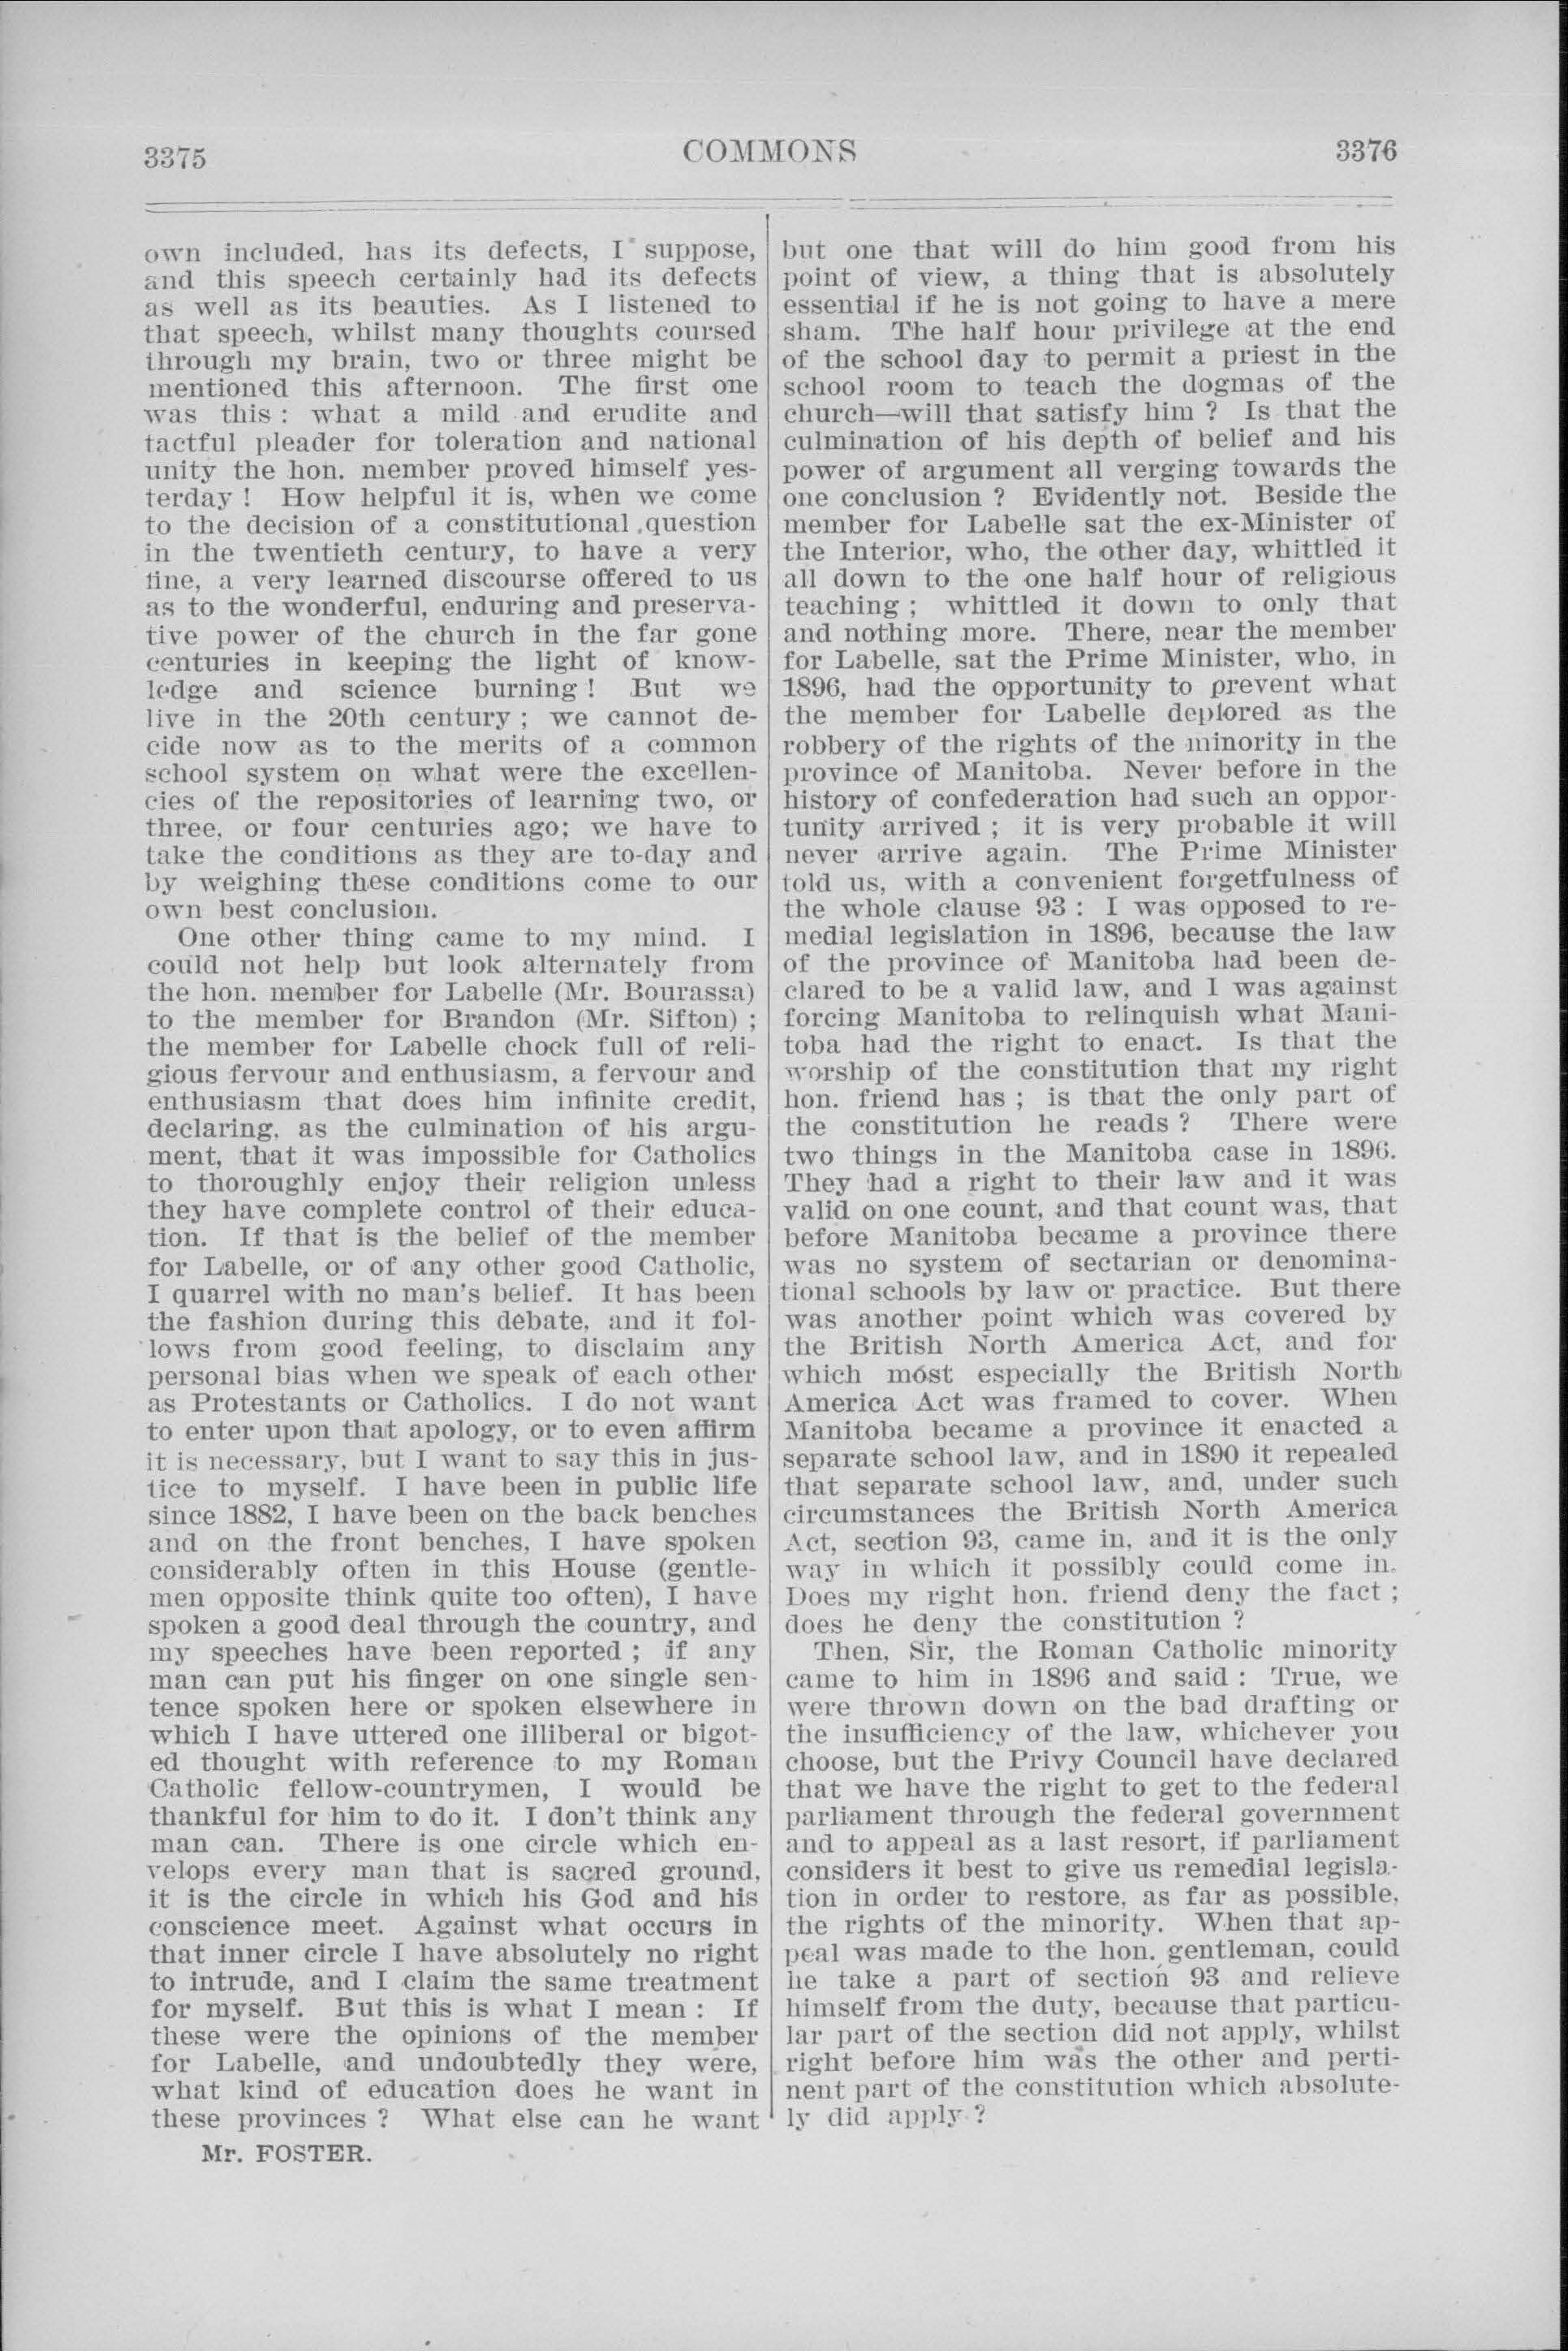 3375
COMMONS
3376
own included, has its defects, I suppose,
and this speech certainly had its defects
as well as its beauties. As I listened to
that speech, whilst many thoughts coursed
through my brain, two or three might be
mentioned this afternoon. The first one
was this : what a mild and erudite and
tactful pleader for toleration and national
unity the hon. member proved himself yes-
terday ! How helpful it is, when we come
to the decision of a constitutional question
in the twentieth century, to have a very
fine, a very learned discourse offered to us
as to the wonderful, enduring and preserva-
tive power of the church in the far gone
centuries in keeping the light of know-
ledge and science burning ! But we
live in the 20th century ; we cannot de-
cide now as to the merits of a common
school system on what were the excellen-
cies of the repositories of learning two, or
three, or four centuries ago; we have to
take the conditions as they are to-day and
by weighing these conditions come to our
own best conclusion.
One other thing came to my mind. I
could not help but look alternately from
the hon. member for Labelle (Mr. Bourassa)
to the member for Brandon (Mr. Sifton) ;
the member for Labelle chock full of reli-
gious fervour and enthusiasm, a fervour and
enthusiasm that does him infinite credit,
declaring, as the culmination of his argu-
ment, that it was impossible for Catholics
to thoroughly enjoy their religion unless
they have complete control of their educa-
tion. If that is the belief of the member
for Labelle, or of any other good Catholic,
I quarrel with no man's belief. It has been
the fashion during this debate, and it fol-
lows from good feeling, to disclaim any
personal bias when we speak of each other
as Protestants or Catholics. I do not want
to enter upon that apology, or to even affirm
it is necessary, but I want to say this in jus-
tice to myself. I have been in public life
since 1882, I have been on the back benches
and on the front benches, I have spoken
considerably often in this House (gentle-
men opposite think quite too often), I have
spoken a good deal through the country, and
my speeches have been reported ; if any
man can put his finger on one single sen-
tence spoken here or spoken elsewhere in
which I have uttered one illiberal or bigot-
ed thought with reference to my Roman
Catholic fellow-countrymen, I would be
thankful for him to do it. I don't think any
man can. There is one circle which en-
velops every man that is sacred ground,
it is the circle in which his God and his
conscience meet. Against what occurs in
that inner circle I have absolutely no right
to intrude, and I claim the same treatment
for myself. But this is what I mean : If
these were the opinions of the member
for Labelle, and undoubtedly they were,
what kind of education does he want in
these provinces ? What else can he want
Mr. FOSTER.
but one that will do him good from his
point of view, a thing that is absolutely
essential if he is not going to have a mere
sham. The half hour privilege at the end
of the school day to permit a priest in the
school room to teach the dogmas of the
church—will that satisfy him ? Is that the
culmination of his depth of belief and his
power of argument all verging towards the
one conclusion ? Evidently not. Beside the
member for Labelle sat the ex-Minister of
the Interior, who, the other day, whittled it
all down to the one half hour of religious
teaching ; whittled it down to only that
and nothing more. There, near the member
for Labelle, sat the Prime Minister, who, in
1896, had the opportunity to prevent what
the member for Labelle deplored as the
robbery of the rights of the minority in the
province of Manitoba. Never before in the
history of confederation had such an oppor-
tunity arrived ; it is very probable it will
never arrive again. The Prime Minister
told us, with a convenient forgetfulness of
the whole clause 93 : I was opposed to re-
medial legislation in 1896, because the law
of the province of Manitoba had been de-
clared to be a valid law, and I was against
forcing Manitoba to relinquish what Mani-
toba had the right to enact. Is that the
worship of the constitution that my right
hon. friend has ; is that the only part of
the constitution he reads ? There were
two things in the Manitoba case in 1896.
They had a right to their law and it was
valid on one count, and that count was, that
before Manitoba became a province there
was no system of sectarian or denomina-
tional schools by law or practice. But there
was another point which was covered by
the British North America Act, and for
which most especially the British North
America Act was framed to cover. When
Manitoba became a province it enacted a
separate school law, and in 1890 it repealed
that separate school law, and, under such
circumstances the British North America
Act, section 93, came in, and it is the only
way in which it possibly could come in.
Does my right hon. friend deny the fact ;
does he deny the constitution ?
Then, Sir, the Roman Catholic minority
came to him in 1896 and said : True, we
were thrown down on the bad drafting or
the insufficiency of the law, whichever you
choose, but the Privy Council have declared
that we have the right to get to the federal
parliament through the federal government
and to appeal as a last resort, if parliament
considers it best to give us remedial legisla-
tion in order to restore, as far as possible,
the rights of the minority. When that ap-
peal was made to the hon. gentleman, could
he take a part of section 93 and relieve
himself from the duty, because that particu-
lar part of the section did not apply, whilst
right before him was the other and perti-
nent part of the constitution which absolute-
ly did apply ?